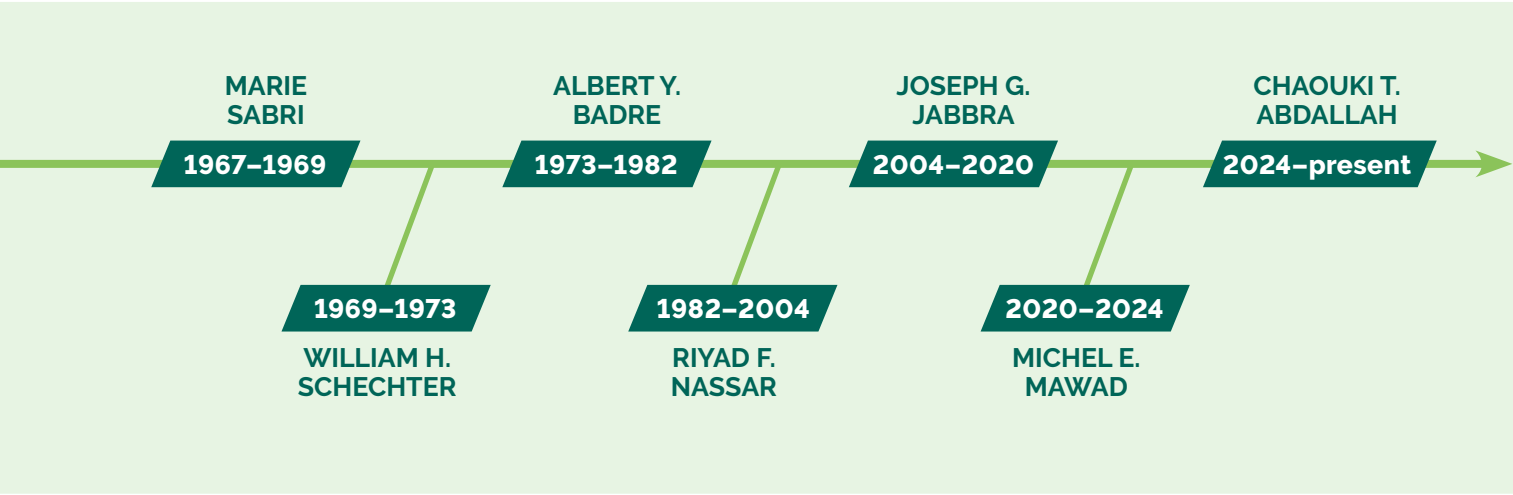 MARIE
SABRI
1967–1969
1969–1973
WILLIAM H.
SCHECHTER
ALBERT Y.
BADRE
1973–1982
1982–2004
RIYAD F.
NASSAR
JOSEPH G.
JABBRA
2004–2020
2020–2024
MICHEL E.
MAWAD
CHAOUKI T.
ABDALLAH
2024–present